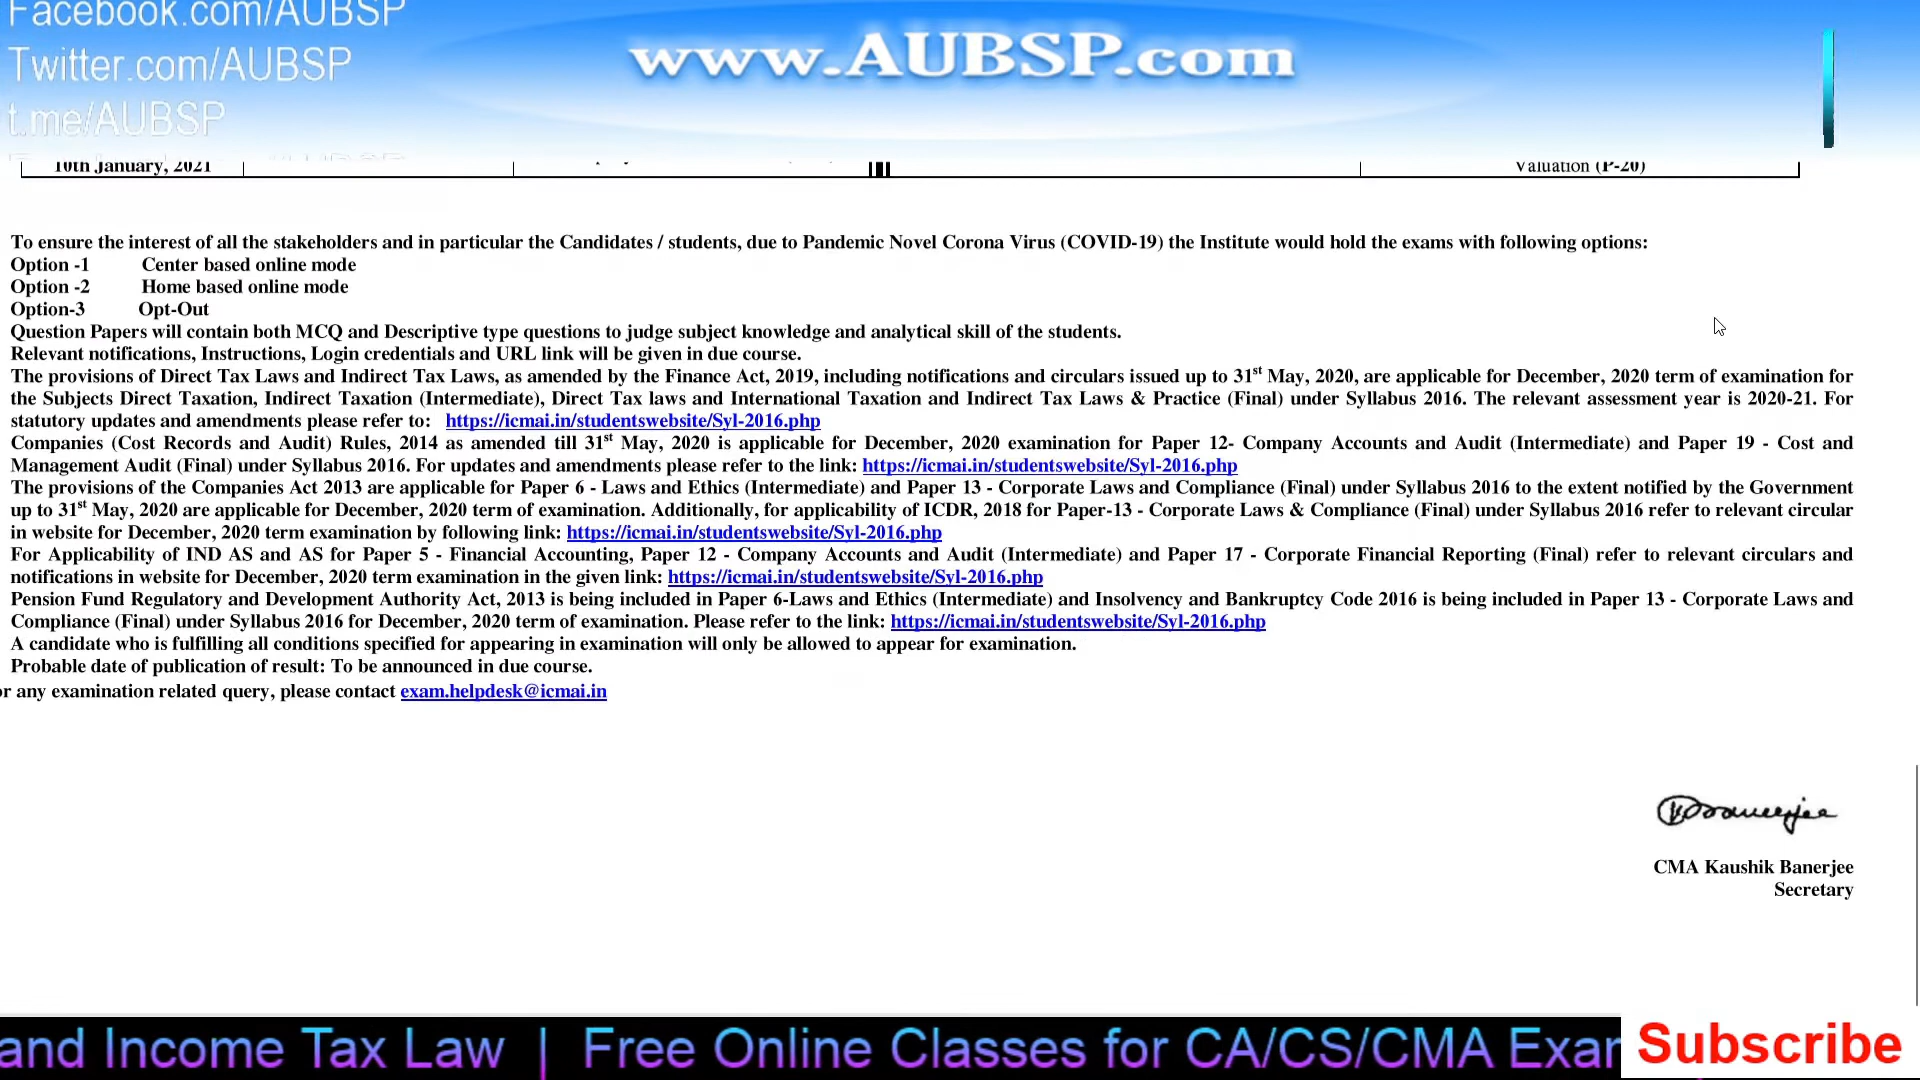 Facebook.com/AUBSP
Twitter.com/AUBSP
t.me/AUBSP
www.AUBSP.com
10th January, 2021
Valuation (P-20)
To ensure the interest of all the stakeholders and in particular the Candidates / students, due to Pandemic Novel Corona Virus (COVID-19) the Institute would hold the exams with following options:
Option -1 Center based online mode
Option -2 Home based online mode
Option-3 Opt-Out
Question Papers will contain both MCQ and Descriptive type questions to judge subject knowledge and analytical skill of the students.
Relevant notifications, Instructions, Login credentials and URL link will be given in due course.
The provisions of Direct Tax Laws and Indirect Tax Laws, as amended by the Finance Act, 2019, including notifications and circulars issued up to 31st May, 2020, are applicable for December, 2020 term of examination for
the Subjects Direct Taxation, Indirect Taxation (Intermediate), Direct Tax laws and International Taxation and Indirect Tax Laws & Practice (Final) under Syllabus 2016. The relevant assessment year is 2020-21. For
statutory updates and amendments please refer to: https://icmai.in/studentswebsite/Syl-2016.php
Companies (Cost Records and Audit) Rules, 2014 as amended till 31st May, 2020 is applicable for December, 2020 examination for Paper 12- Company Accounts and Audit (Intermediate) and Paper 19 - Cost and
Management Audit (Final) under Syllabus 2016. For updates and amendments please refer to the link: https://icmai.in/studentswebsite/Syl-2016.php
The provisions of the Companies Act 2013 are applicable for Paper 6 - Laws and Ethics (Intermediate) and Paper 13 - Corporate Laws and Compliance (Final) under Syllabus 2016 to the extent notified by the Government
up to 31st May, 2020 are applicable for December, 2020 term of examination. Additionally, for applicability of ICDR, 2018 for Paper-13 - Corporate Laws & Compliance (Final) under Syllabus 2016 refer to relevant circular
in website for December, 2020 term examination by following link: https://icmai.in/studentswebsite/Syl-2016.php
For Applicability of IND AS and AS for Paper 5 - Financial Accounting, Paper 12 - Company Accounts and Audit (Intermediate) and Paper 17 - Corporate Financial Reporting (Final) refer to relevant circulars and
notifications in website for December, 2020 term examination in the given link: https://icmai.in/studentswebsite/Syl-2016.php
Pension Fund Regulatory and Development Authority Act, 2013 is being included in Paper 6-Laws and Ethics (Intermediate) and Insolvency and Bankruptcy Code 2016 is being included in Paper 13 - Corporate Laws and
Compliance (Final) under Syllabus 2016 for December, 2020 term of examination. Please refer to the link: https://icmai.in/studentswebsite/Syl-2016.php
A candidate who is fulfilling all conditions specified for appearing in examination will only be allowed to appear for examination.
Probable date of publication of result: To be announced in due course.
or any examination related query, please contact exam.helpdesk@icmai.in
CMA Kaushik Banerjee
Secretary
and Income Tax Law | Free Online Classes for CA/CS/CMA Exar
Subscribe